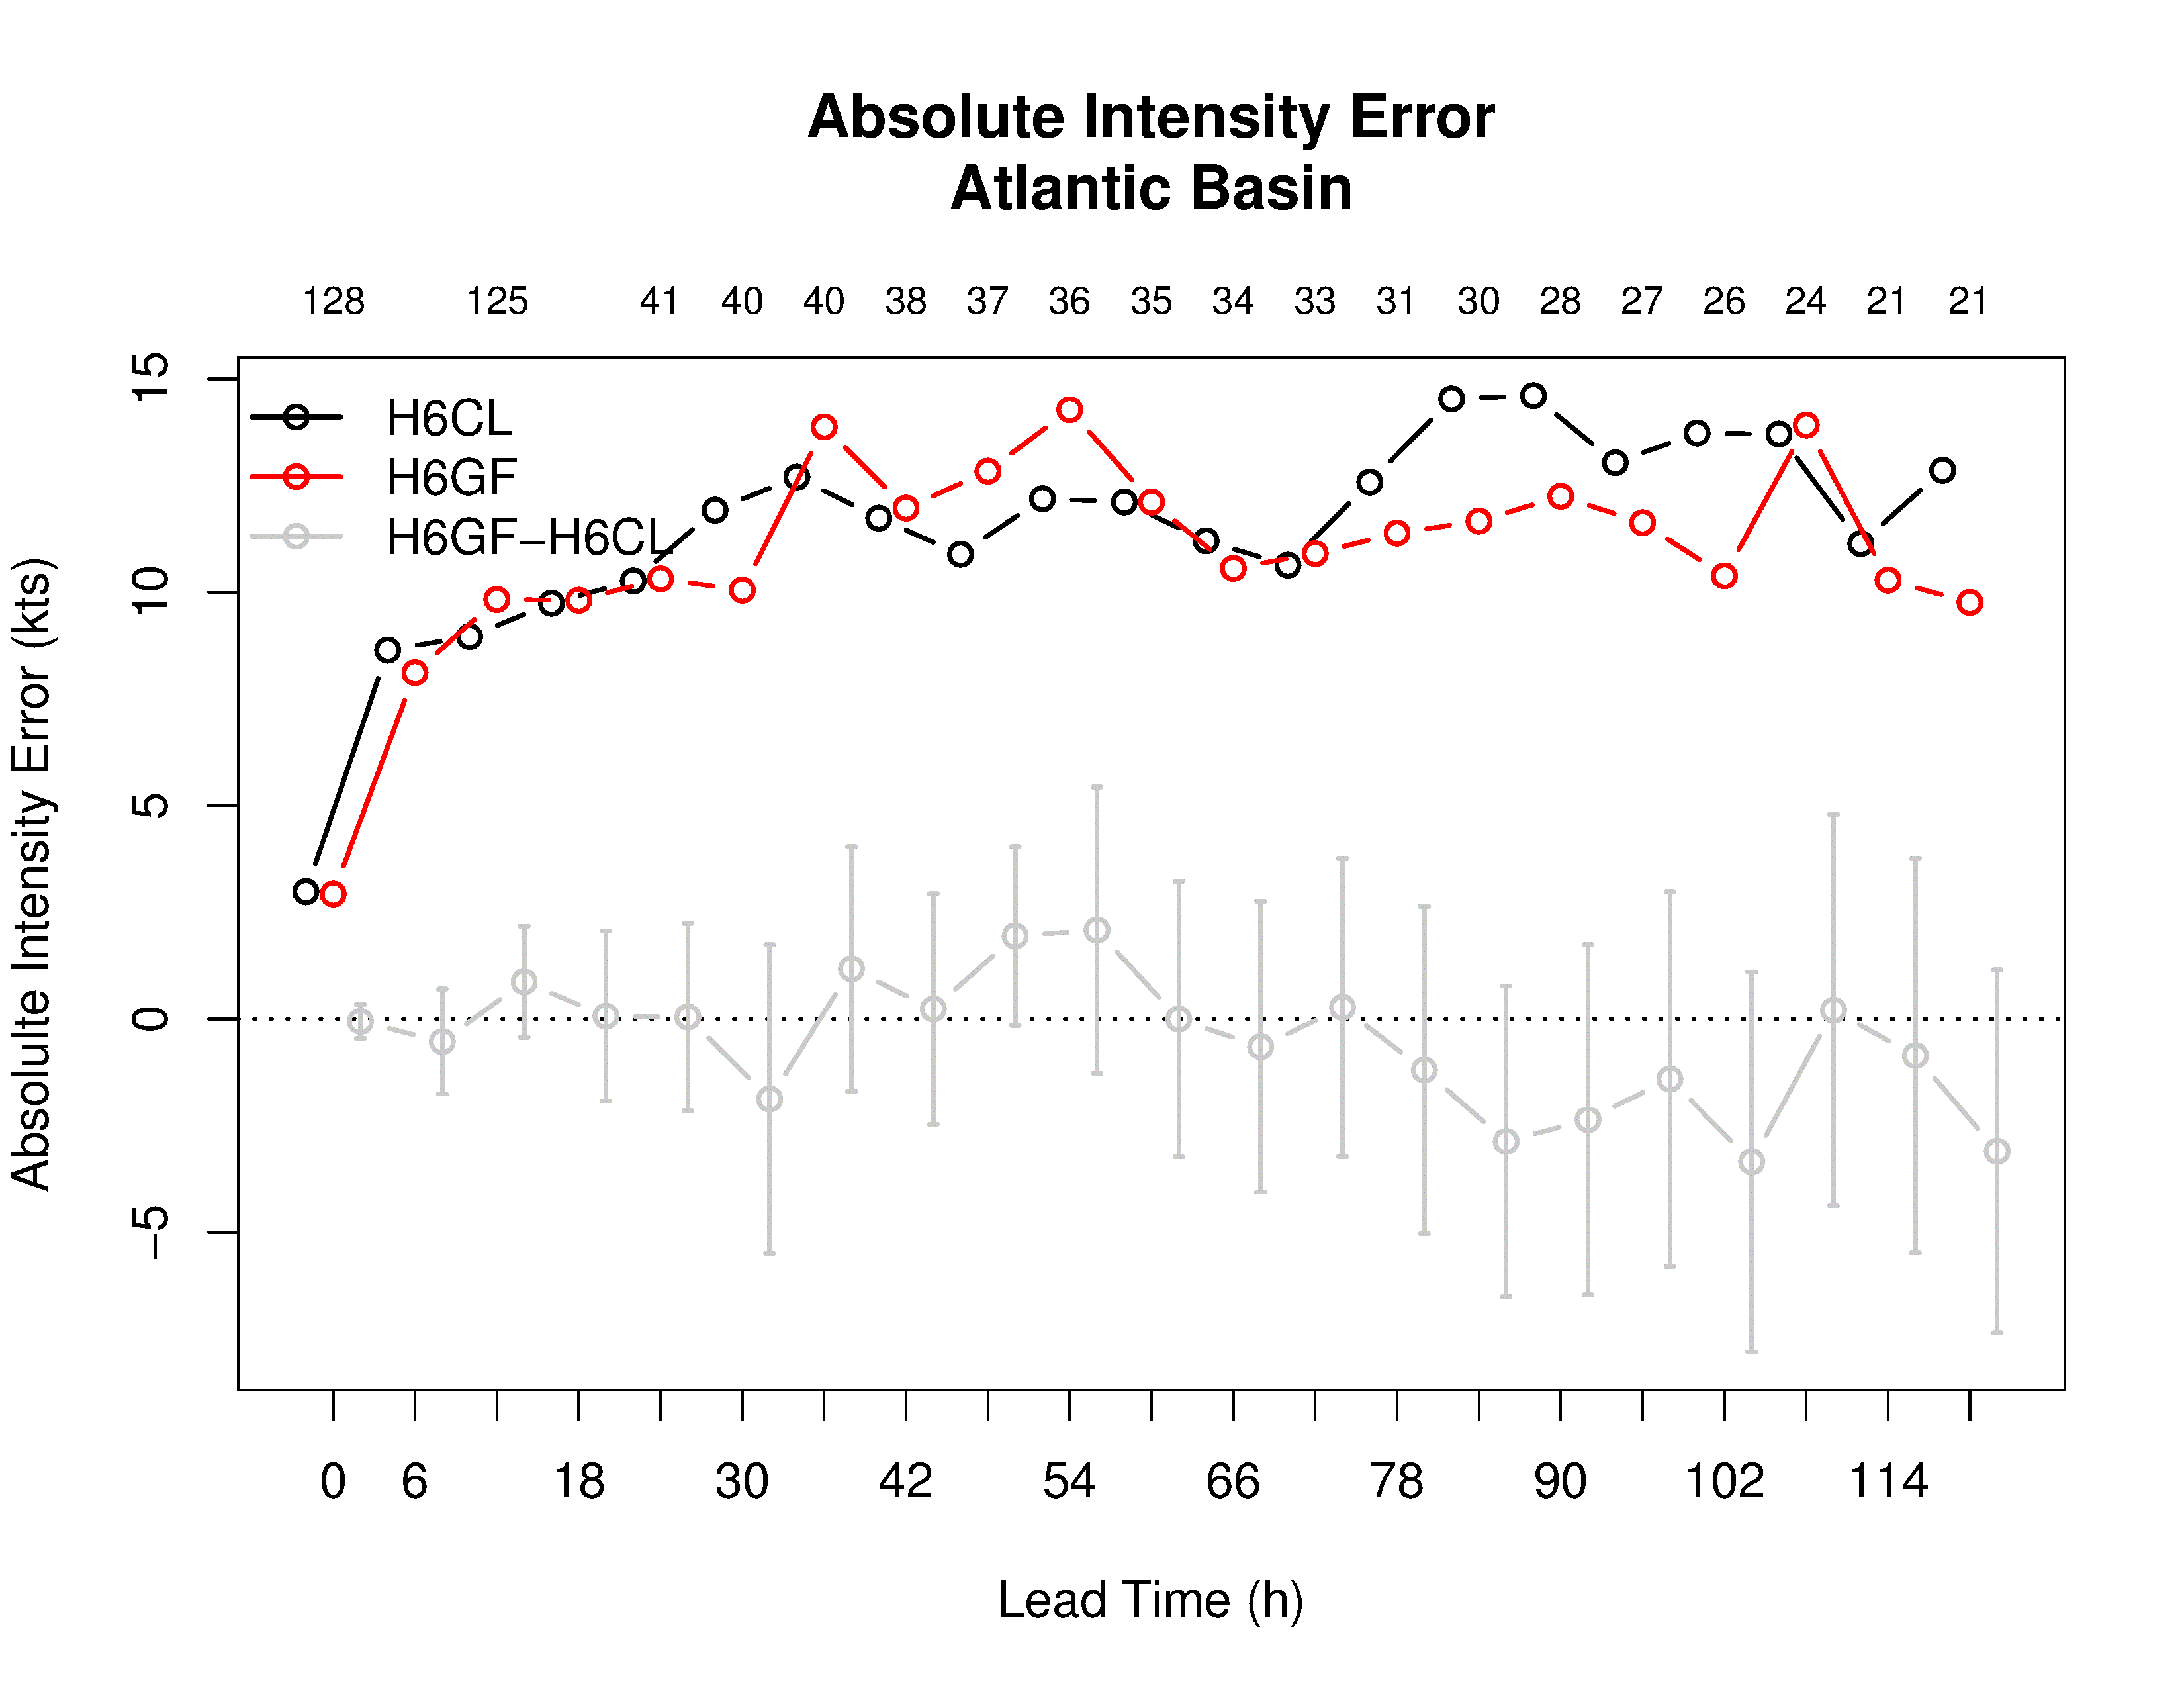 Absolute Intensity Error
Atlantic Basin
128 125 41 40 40 38 37 36 35 34 33 31 30 28 27 26 24 21 21
Absolulte Intensity Error (kts)
15
10
5
0
−5
H6CL
H6GF
H6GF−H6CL
0 6 18 30 42 54 66 78 90 102 114
Lead Time (h)